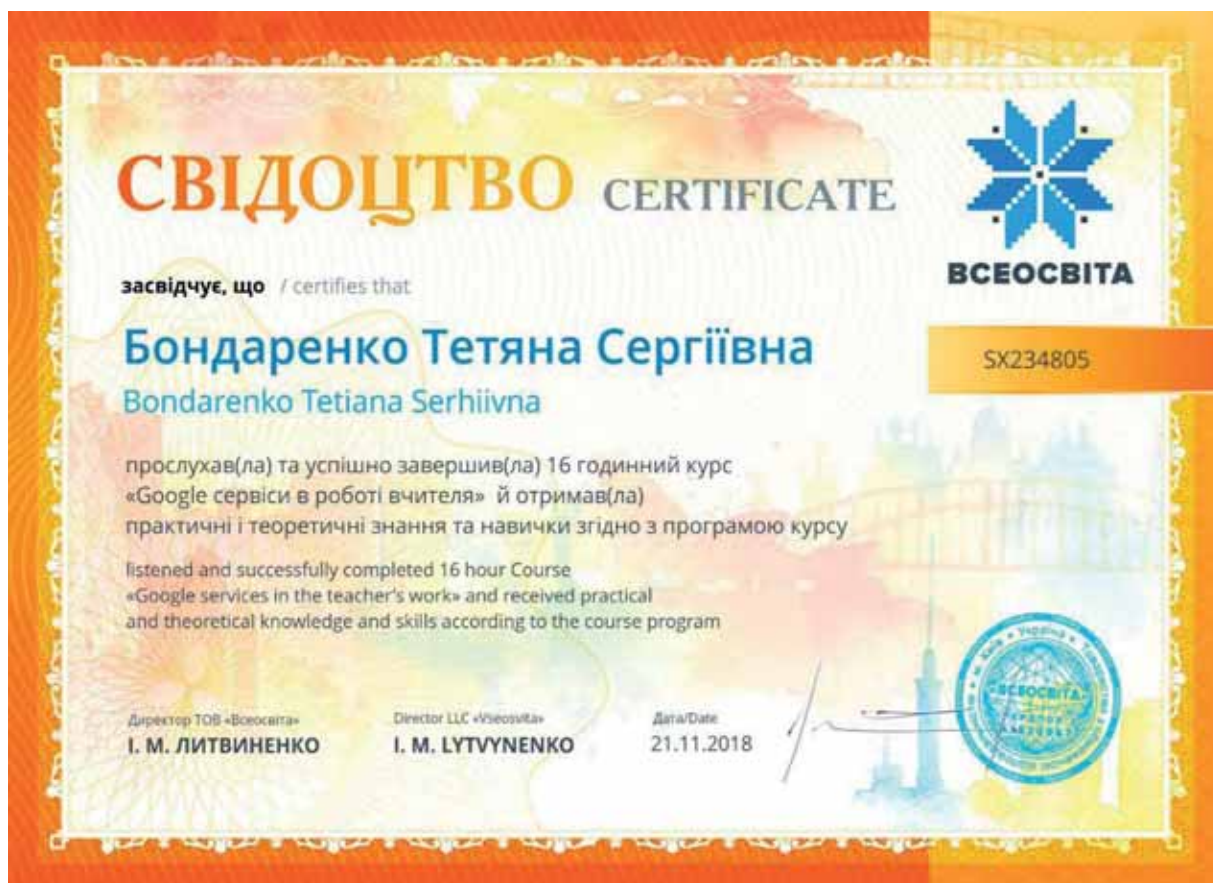 СВІДОЦТВО CERTIFICATE
ВСЕОСВІТА
засвідчує, що / certifies that
Бондаренко Тетяна Сергіївна
SX234805
Bondarenko Tetiana Serhiivna
прослухав(ла) та успішно завершив(ла) 16 годинний курс
«Google сервіси в роботі вчителя» й отримав(ла)
практичні і теоретичні знання та навички згідно з програмою курсу
listened and successfully completed 16 hour Course
«Google services in the teacher's work» and received practical
and theoretical knowledge and skills according to the course program
Директор ТОВ «Всеосвіта»
І. М. ЛИТВИНЕНКО
Director LLC «Vseosvita»
I. M. LYTVYNENKO
Дата/Date
21.11.2018
Україна
Київ
«ВСЕОСВІТА»